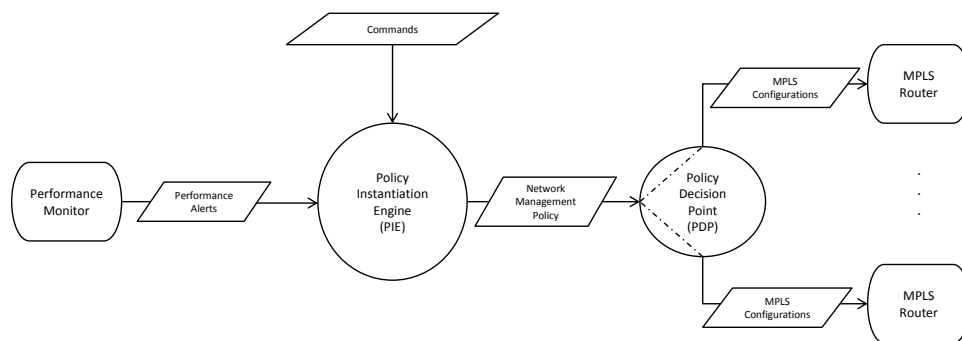 Commands
Performance
Monitor
Performance
Alerts
Policy
Instantiation
Engine
(PIE)
Network
Management
Policy
Policy
Decision
Point
(PDP)
MPLS
Configurations
MPLS
Router
.
.
.
MPLS
Configurations
MPLS
Router